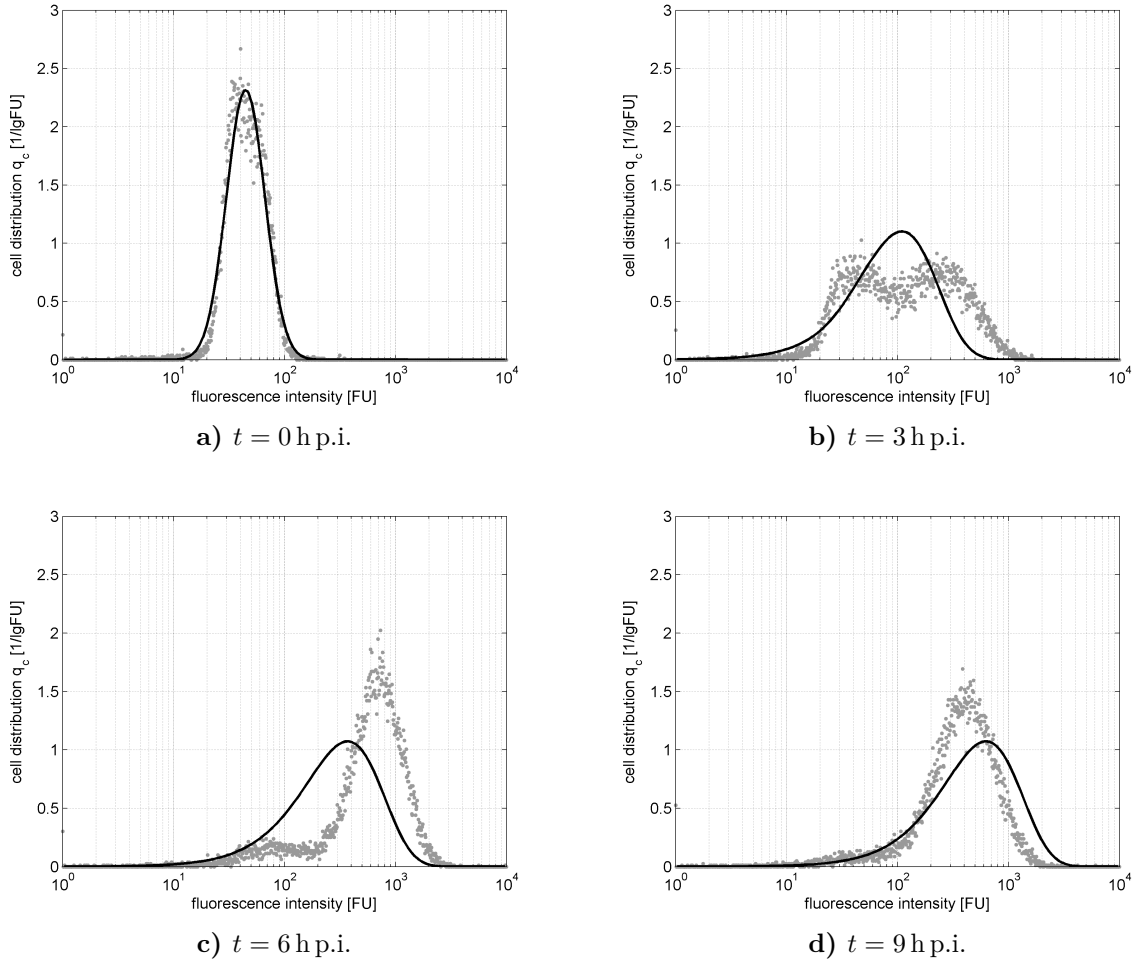 3
2.5
2
1.5
1
0.5
0
cell distribution q_c [1/lgFU]
10^0 10^1 10^2 10^3 10^4
fluorescence intensity [FU]
a) t = 0 h p.i.
3
2.5
2
1.5
1
0.5
0
cell distribution q_c [1/lgFU]
10^0 10^1 10^2 10^3 10^4
fluorescence intensity [FU]
b) t = 3 h p.i.
3
2.5
2
1.5
1
0.5
0
cell distribution q_c [1/lgFU]
10^0 10^1 10^2 10^3 10^4
fluorescence intensity [FU]
c) t = 6 h p.i.
3
2.5
2
1.5
1
0.5
0
cell distribution q_c [1/lgFU]
10^0 10^1 10^2 10^3 10^4
fluorescence intensity [FU]
d) t = 9 h p.i.